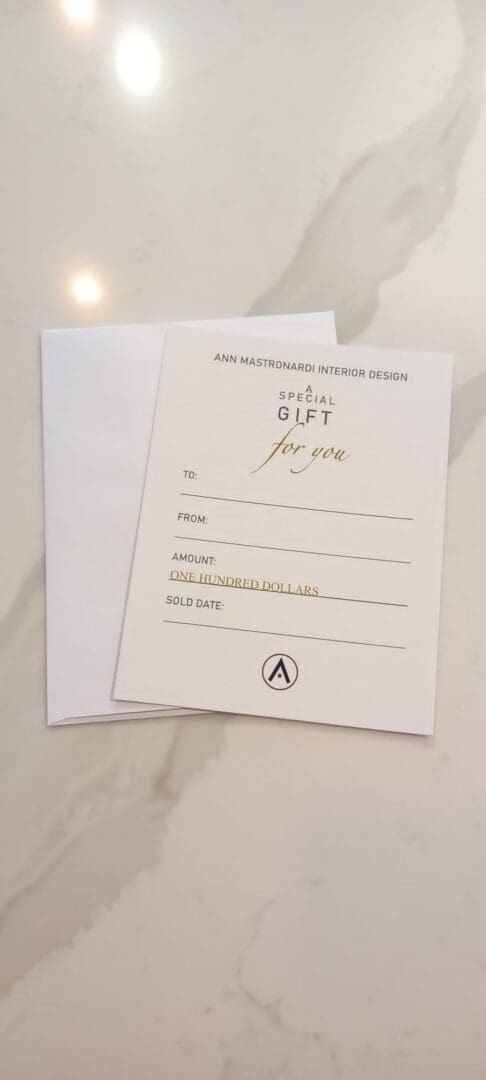 ANN MASTRONARDI INTERIOR DESIGN
A
SPECIAL
GIFT
for you
TO:
FROM:
AMOUNT:
ONE HUNDRED DOLLARS
SOLD DATE: